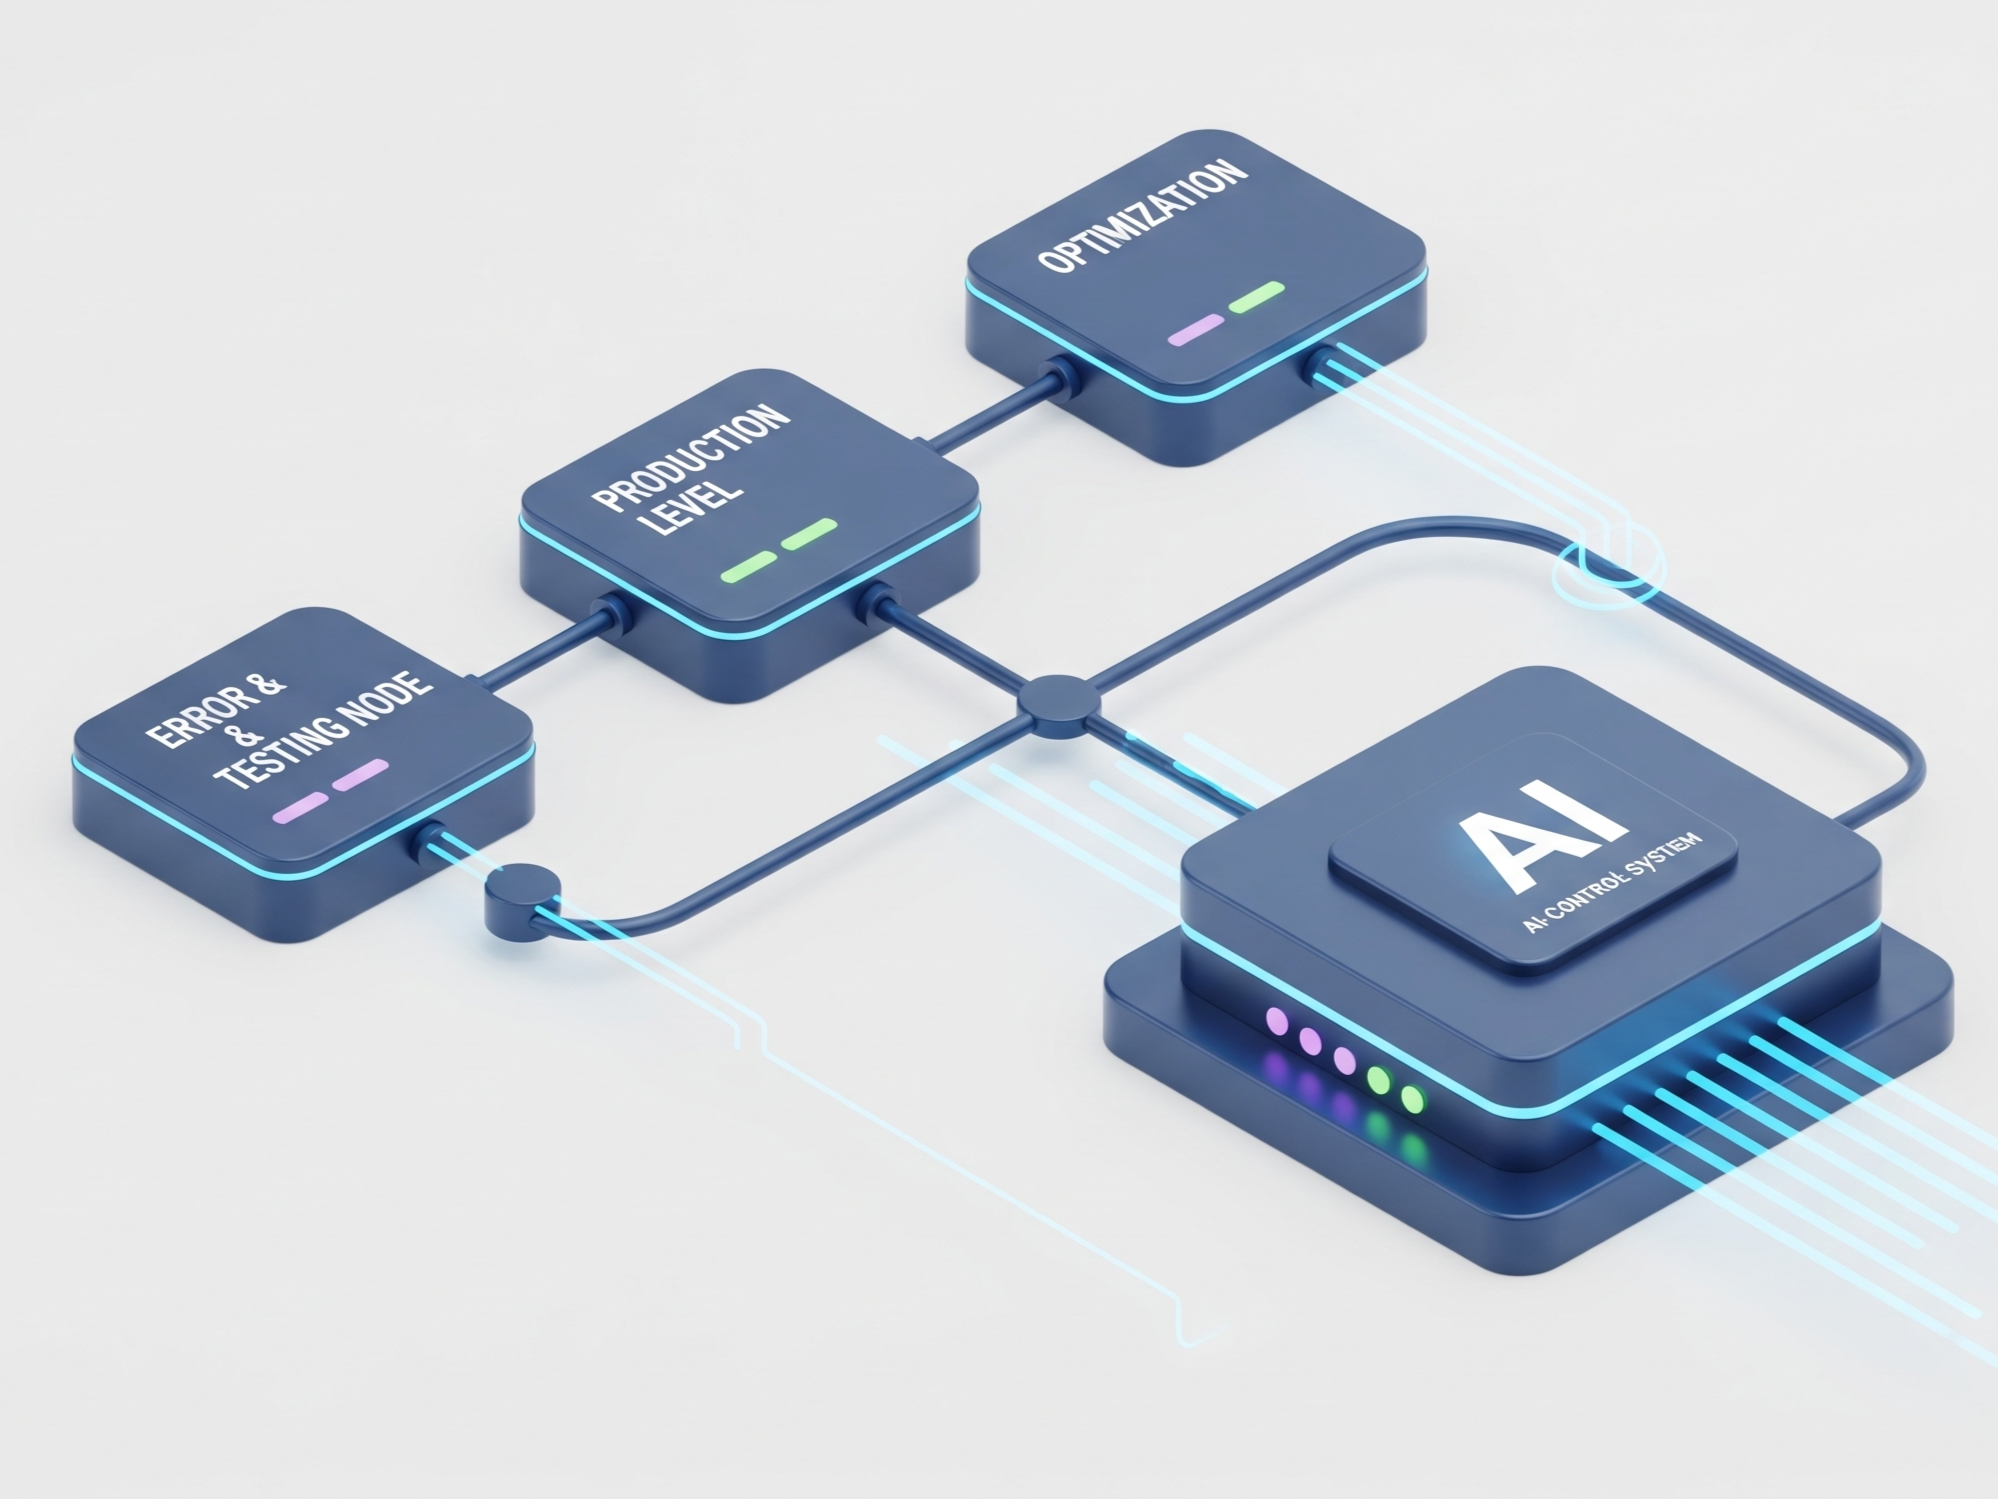 OPTIMIZATION
PRODUCTION
LEVEL
ERROR &
&
TESTING NODE
AI
AI-CONTROL SYSTEM